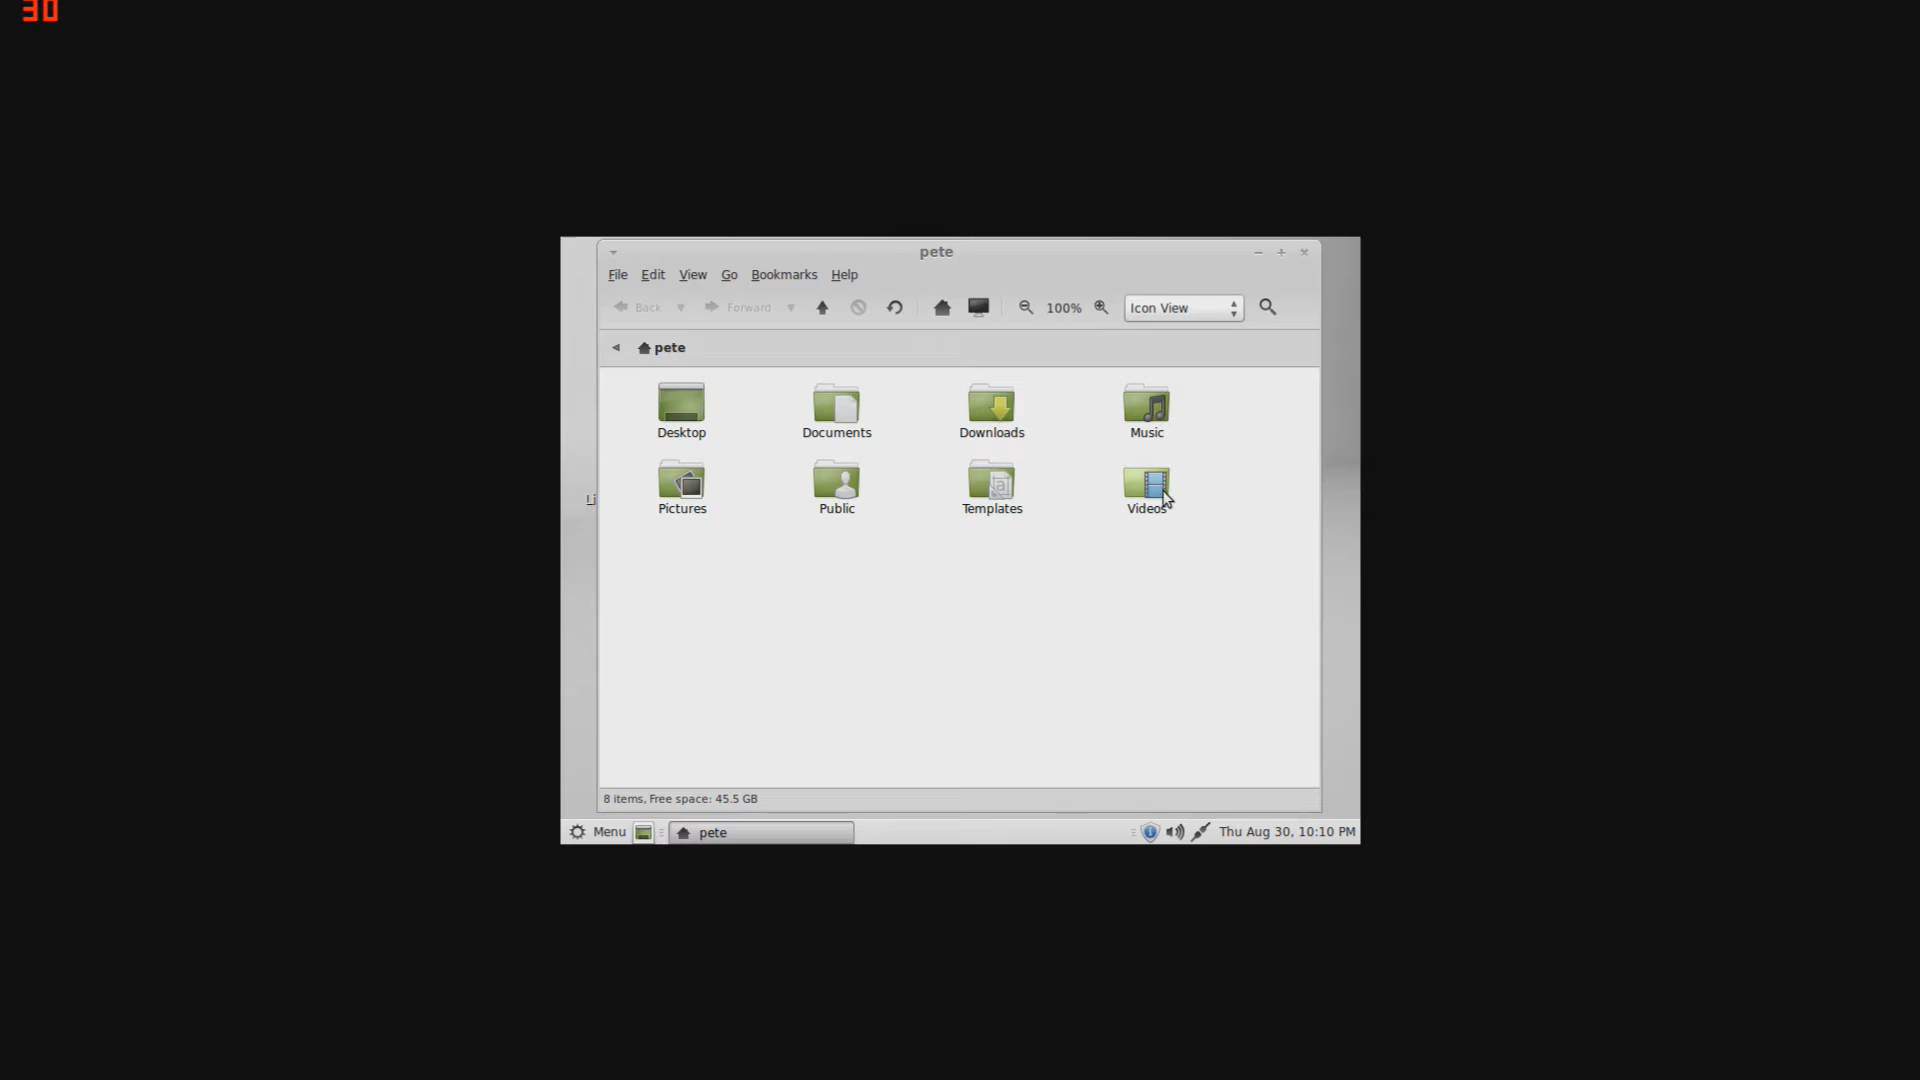 30
pete
File Edit View Go Bookmarks Help
Back Forward 100% Icon View
pete
Desktop Documents Downloads Music
a
Pictures Public Templates Videos
Li
8 items, Free space: 45.5 GB
Menu pete Thu Aug 30, 10:10 PM